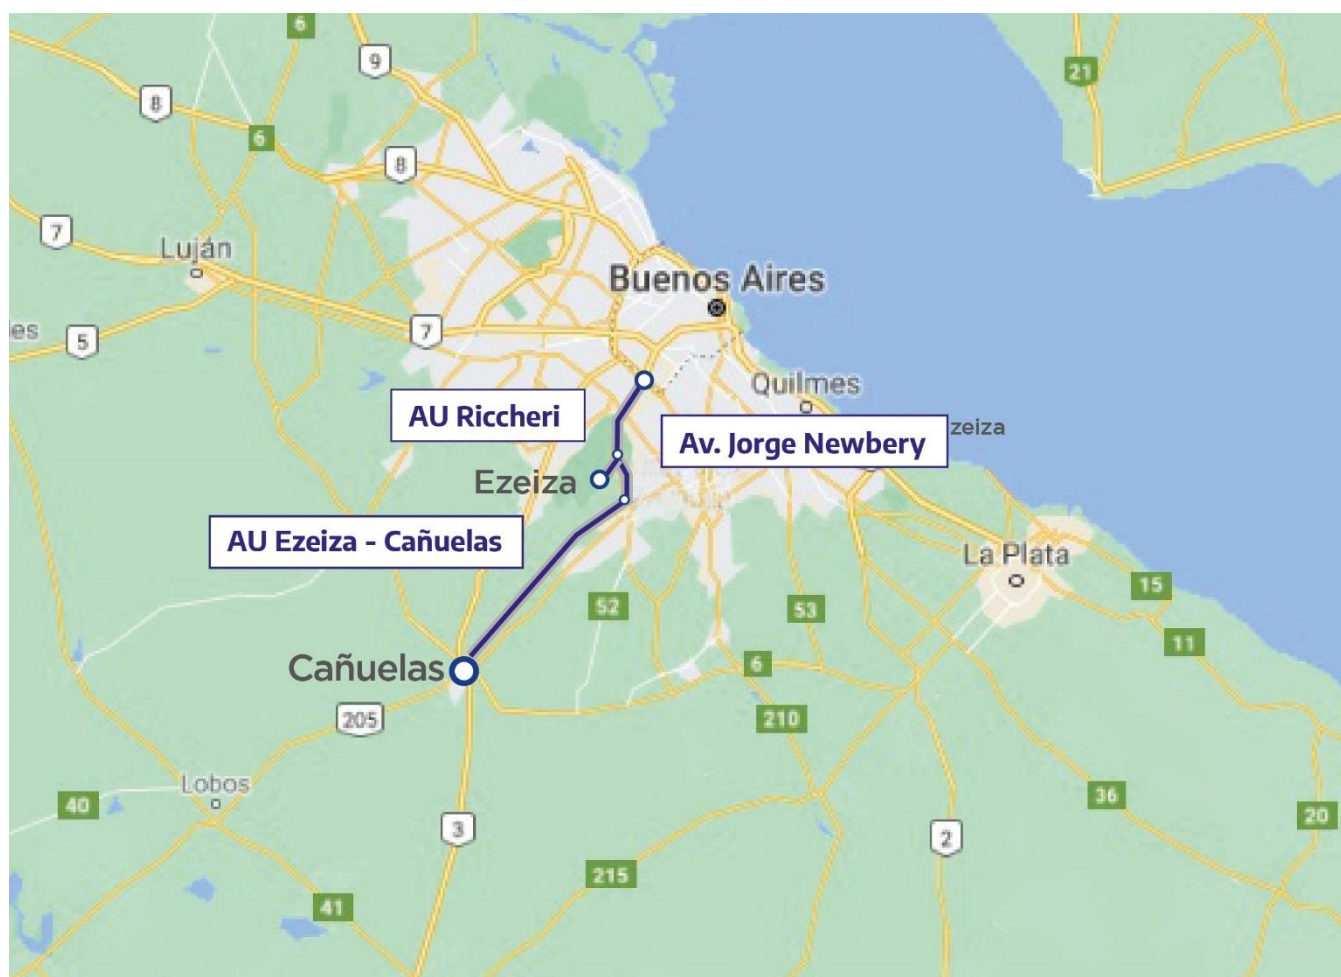 6
9
21
8
6
8
7
Luján
Buenos Aires
es
5
7
Quilmes
AU Riccheri
Av. Jorge Newbery
zeiza
Ezeiza
AU Ezeiza - Cañuelas
La Plata
15
52
53
11
6
Cañuelas
205
210
Lobos
40
36
20
3
2
215
41